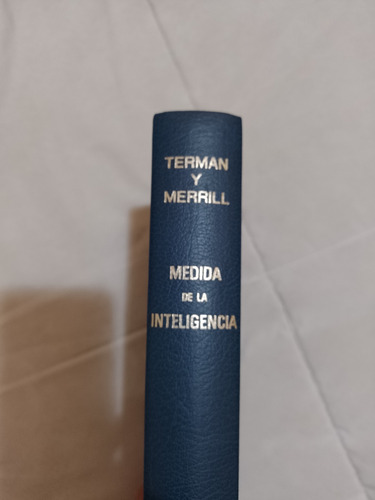 TERMAN
Y
MERRILL
MEDIDA
DE LA
INTELIGENCIA